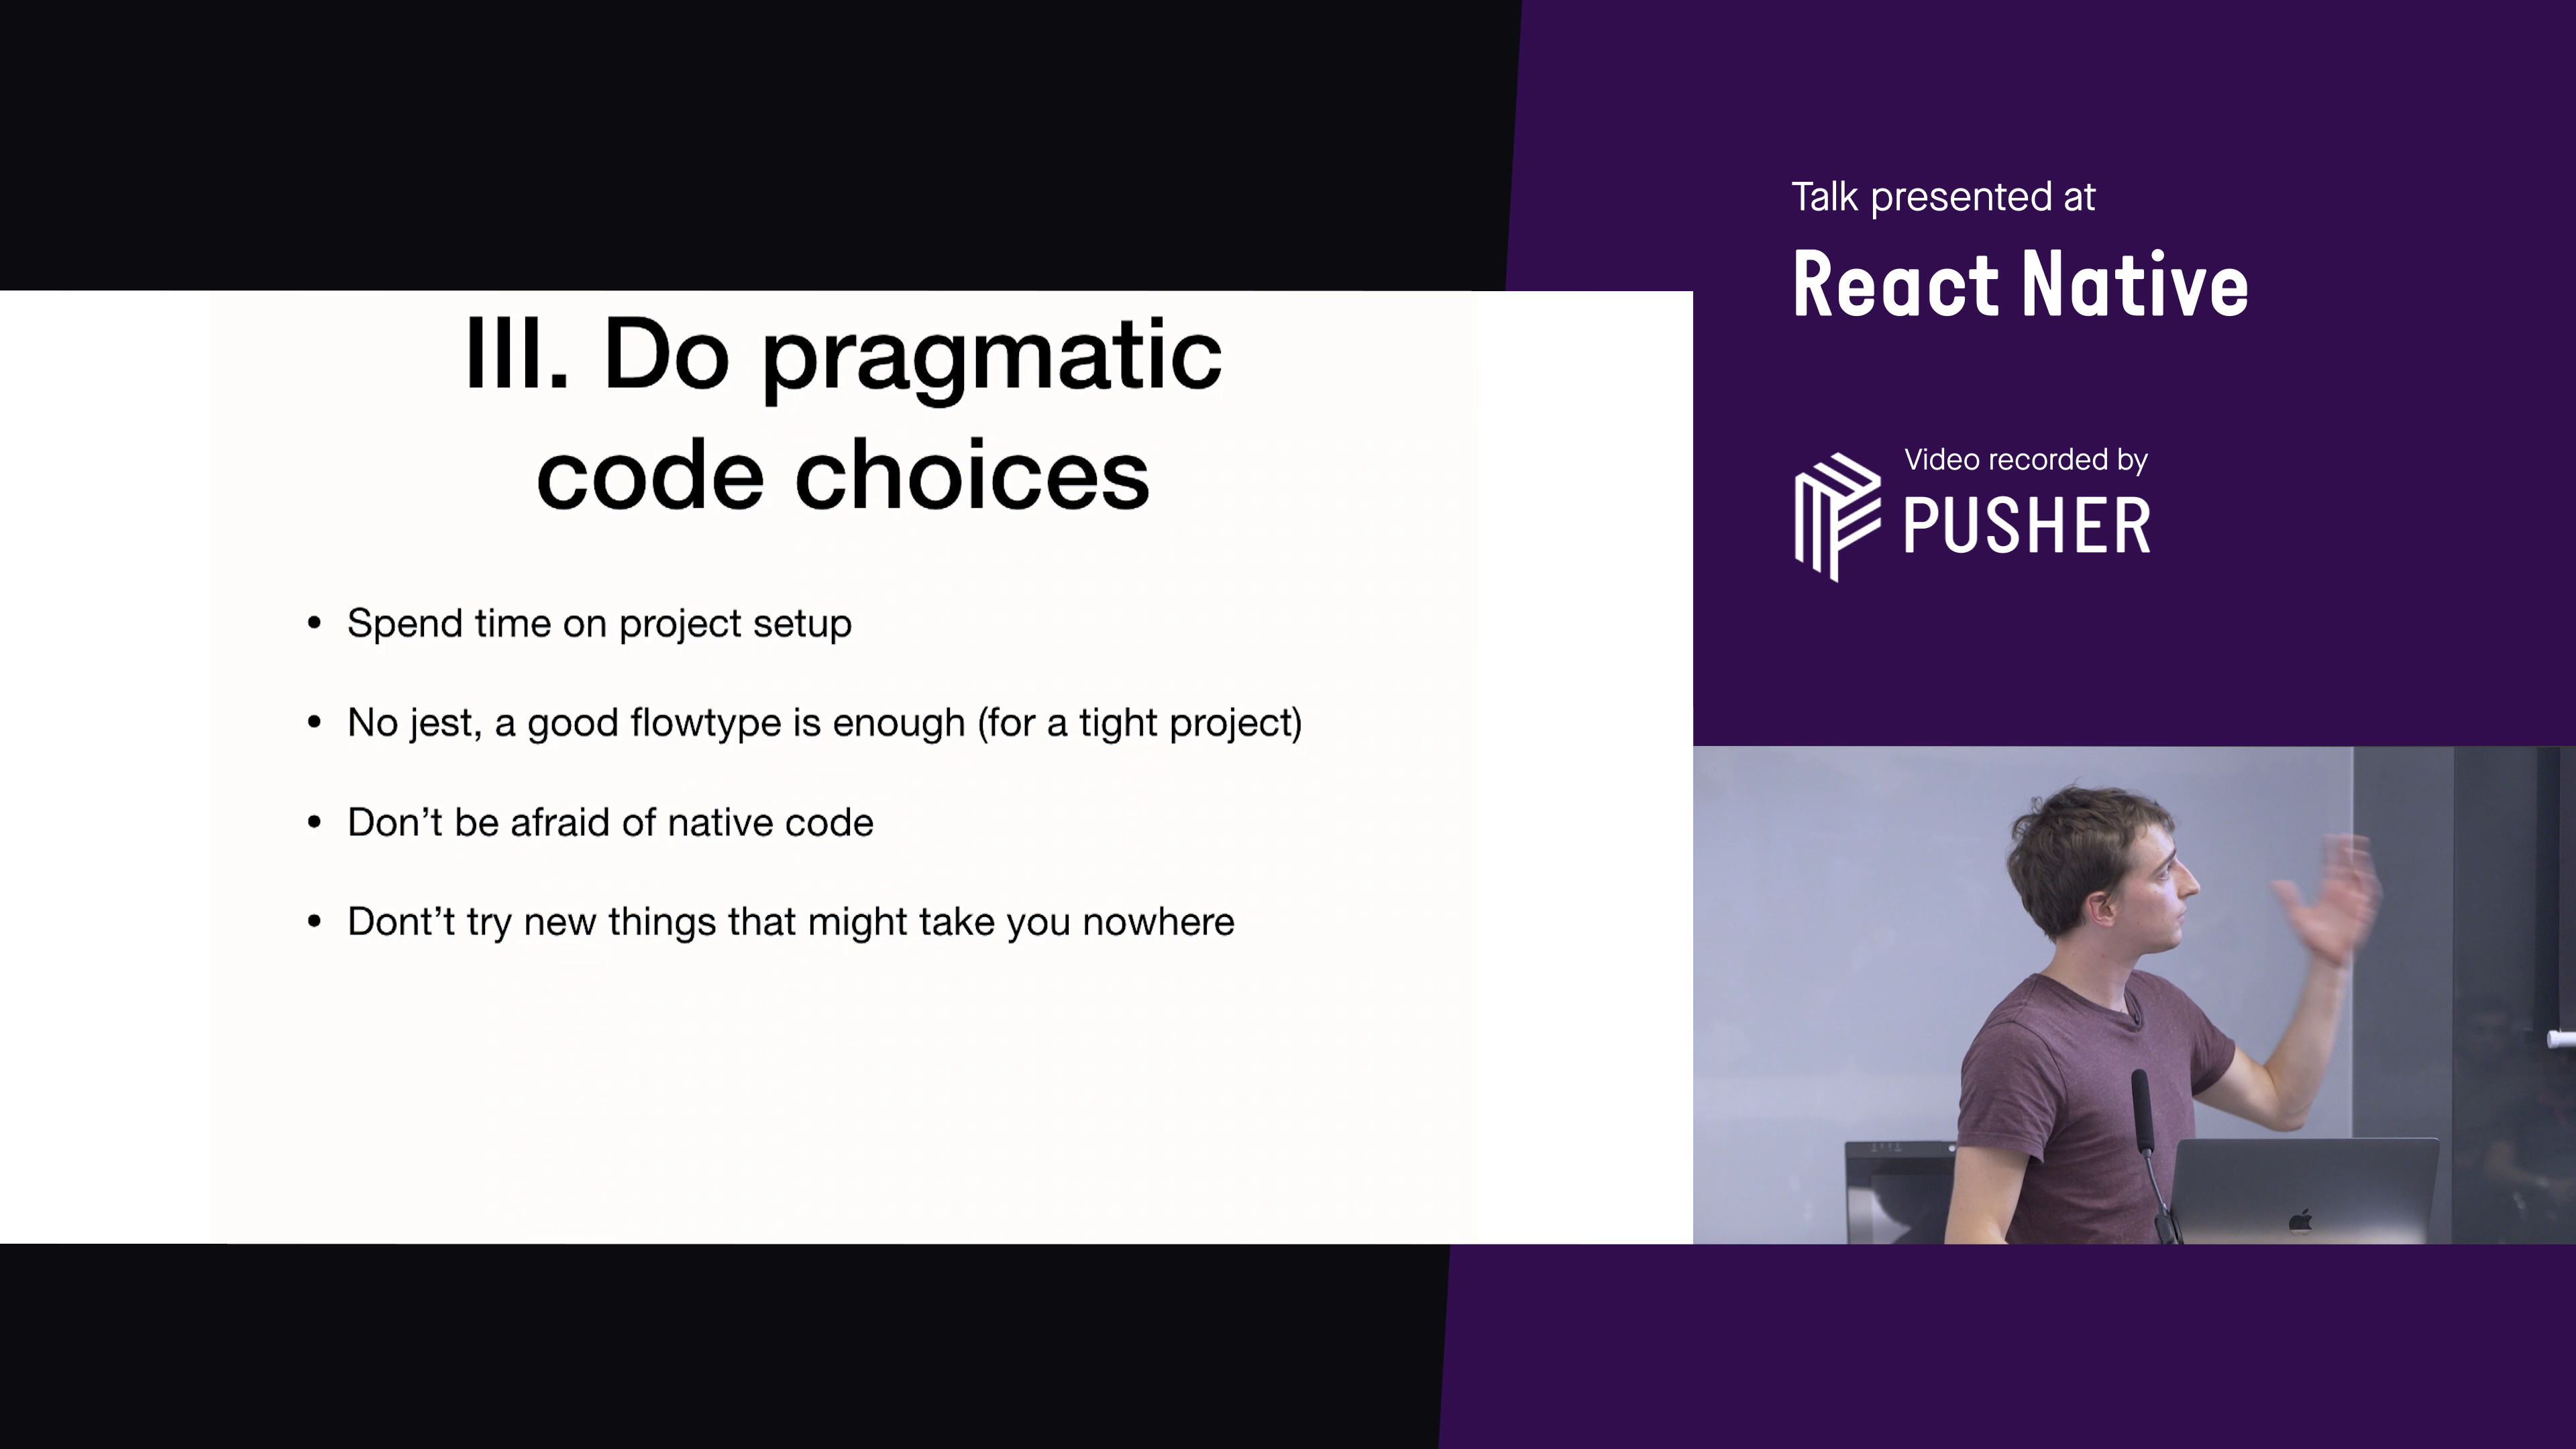 III. Do pragmatic
code choices
• Spend time on project setup
• No jest, a good flowtype is enough (for a tight project)
• Don’t be afraid of native code
• Dont’t try new things that might take you nowhere
Talk presented at
React Native
Video recorded by
PUSHER